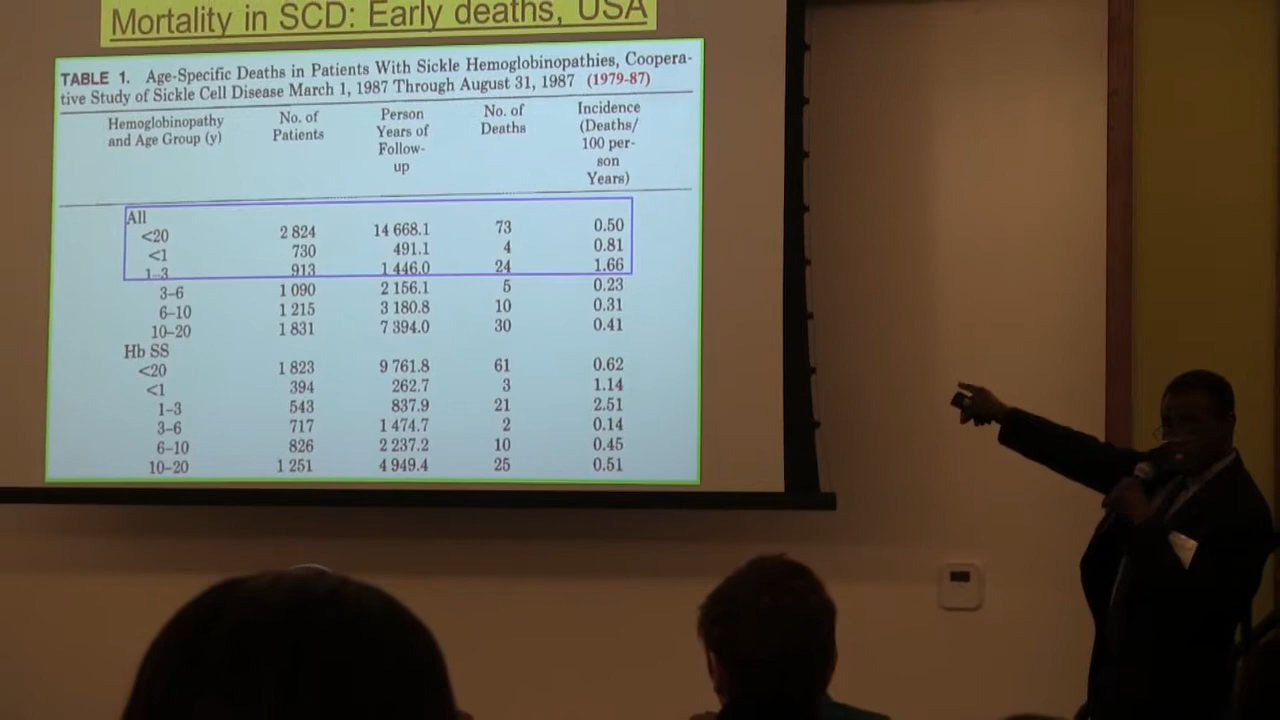 Mortality in SCD: Early deaths, USA
TABLE 1. Age-Specific Deaths in Patients With Sickle Hemoglobinopathies, Coopera-
tive Study of Sickle Cell Disease March 1, 1987 Through August 31, 1987 (1979-87)
Hemoglobinopathy and Age Group (y) No. of Patients Person Years of Follow-up No. of Deaths Incidence (Deaths/ 100 per-son Years)
All
<20 2 824 14 668.1 73 0.50
<1 730 491.1 4 0.81
1–3 913 1 446.0 24 1.66
3–6 1 090 2 156.1 5 0.23
6–10 1 215 3 180.8 10 0.31
10–20 1 831 7 394.0 30 0.41
Hb SS
<20 1 823 9 761.8 61 0.62
<1 394 262.7 3 1.14
1–3 543 837.9 21 2.51
3–6 717 1 474.7 2 0.14
6–10 826 2 237.2 10 0.45
10–20 1 251 4 949.4 25 0.51